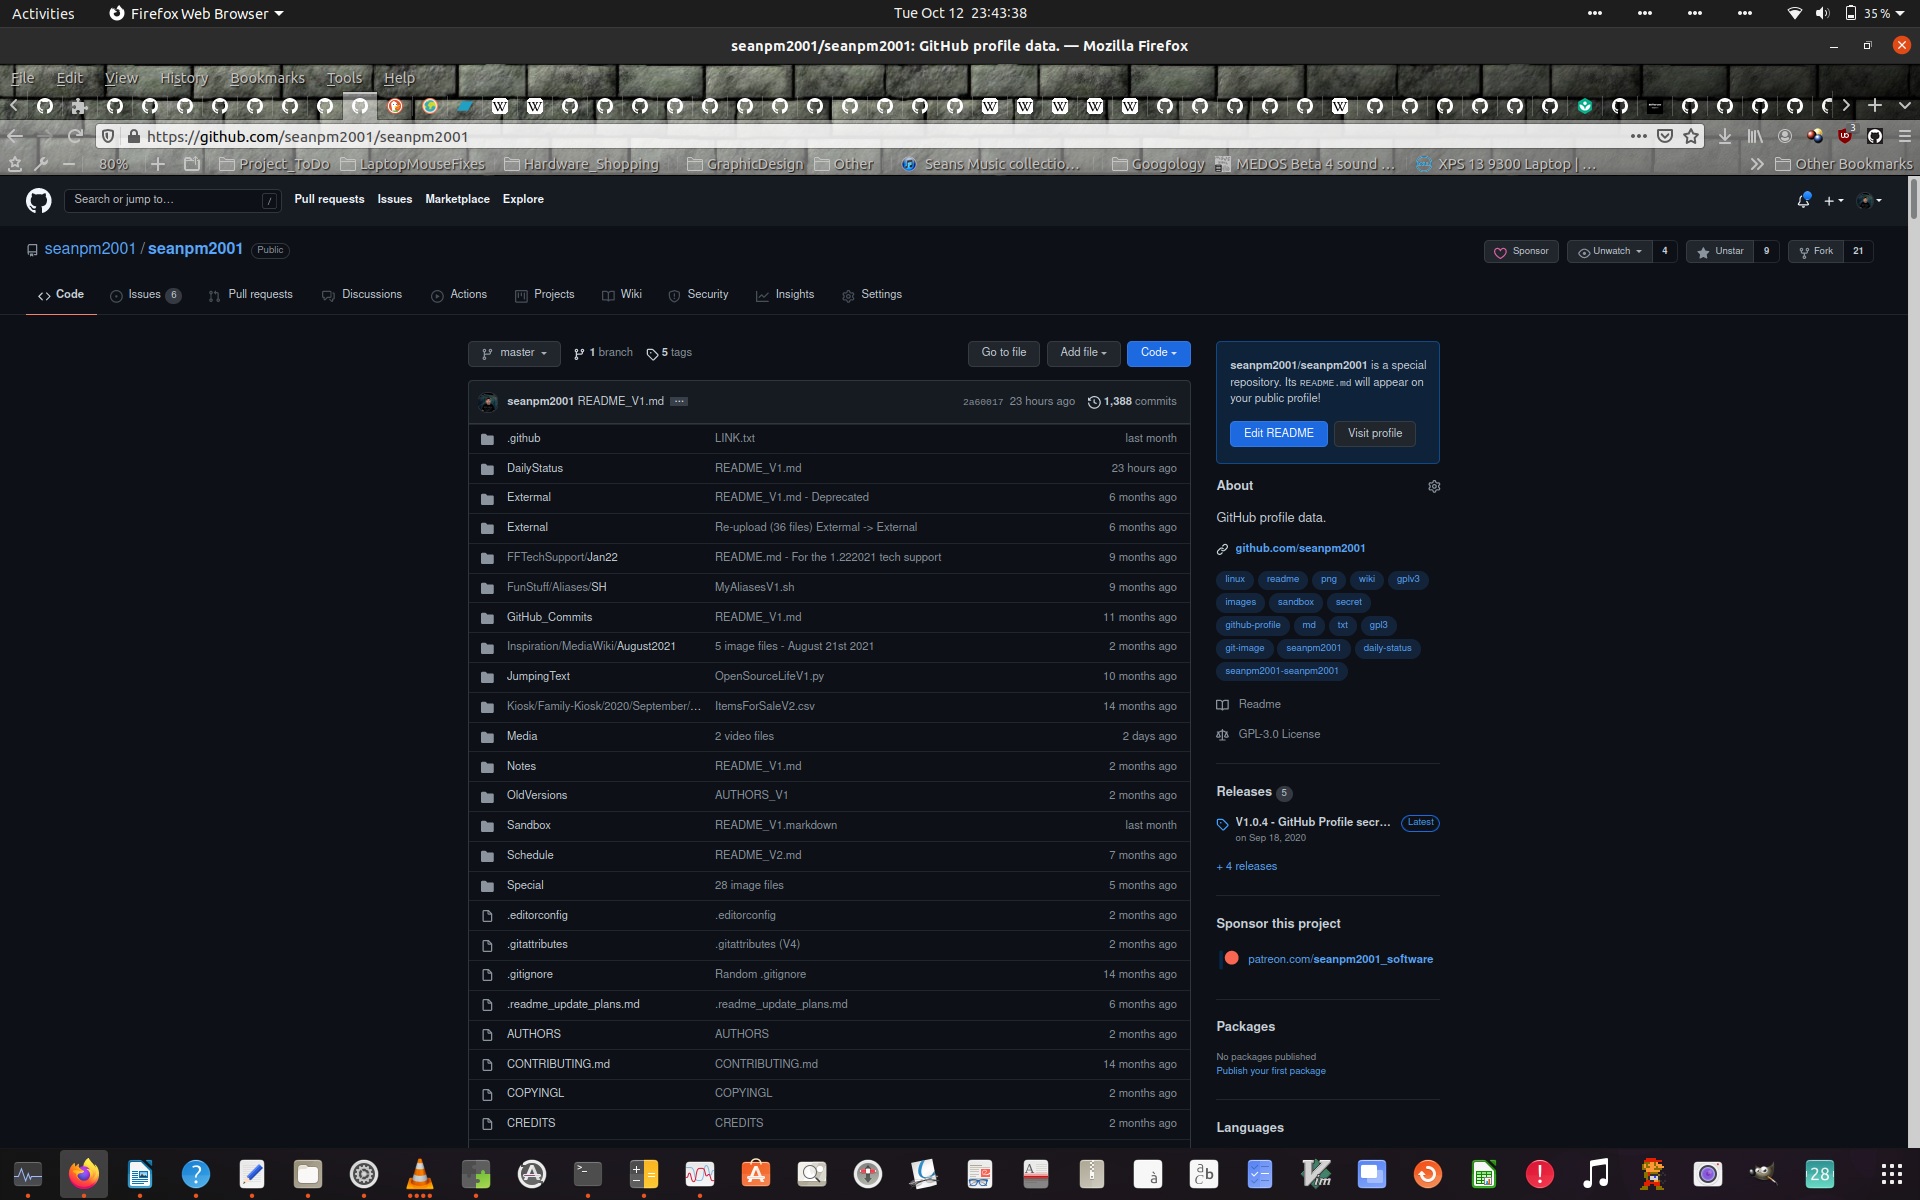 Activities Firefox Web Browser Tue Oct 12 23:43:38 35 %
seanpm2001/seanpm2001: GitHub profile data. — Mozilla Firefox
File Edit View History Bookmarks Tools Help
https://github.com/seanpm2001/seanpm2001 3
80% Project_ToDo LaptopMouseFixes Hardware_Shopping GraphicDesign Other Seans Music collectio… Googology MEDOS Beta 4 sound … XPS 13 9300 Laptop | … Other Bookmarks
Search or jump to… / Pull requests Issues Marketplace Explore
seanpm2001 / seanpm2001 Public Sponsor Unwatch 4 Unstar 9 Fork 21
Code Issues 6 Pull requests Discussions Actions Projects Wiki Security Insights Settings
master 1 branch 5 tags Go to file Add file Code
seanpm2001 README_V1.md ... 2a60017 23 hours ago 1,388 commits
.github LINK.txt last month
DailyStatus README_V1.md 23 hours ago
Extermal README_V1.md - Deprecated 6 months ago
External Re-upload (36 files) Extermal -> External 6 months ago
FFTechSupport/Jan22 README.md - For the 1.222021 tech support 9 months ago
FunStuff/Aliases/SH MyAliasesV1.sh 9 months ago
GitHub_Commits README_V1.md 11 months ago
Inspiration/MediaWiki/August2021 5 image files - August 21st 2021 2 months ago
JumpingText OpenSourceLifeV1.py 10 months ago
Kiosk/Family-Kiosk/2020/September/… ItemsForSaleV2.csv 14 months ago
Media 2 video files 2 days ago
Notes README_V1.md 2 months ago
OldVersions AUTHORS_V1 2 months ago
Sandbox README_V1.markdown last month
Schedule README_V2.md 7 months ago
Special 28 image files 5 months ago
.editorconfig .editorconfig 2 months ago
.gitattributes .gitattributes (V4) 2 months ago
.gitignore Random .gitignore 14 months ago
.readme_update_plans.md .readme_update_plans.md 6 months ago
AUTHORS AUTHORS 2 months ago
CONTRIBUTING.md CONTRIBUTING.md 14 months ago
COPYINGL COPYINGL 2 months ago
CREDITS CREDITS 2 months ago
seanpm2001/seanpm2001 is a special
repository. Its README.md will appear on
your public profile!
Edit README Visit profile
About
GitHub profile data.
github.com/seanpm2001
linux readme png wiki gplv3
images sandbox secret
github-profile md txt gpl3
git-image seanpm2001 daily-status
seanpm2001-seanpm2001
Readme
GPL-3.0 License
Releases 5
V1.0.4 - GitHub Profile secr… Latest
on Sep 18, 2020
+ 4 releases
Sponsor this project
patreon.com/seanpm2001_software
Packages
No packages published
Publish your first package
Languages
28